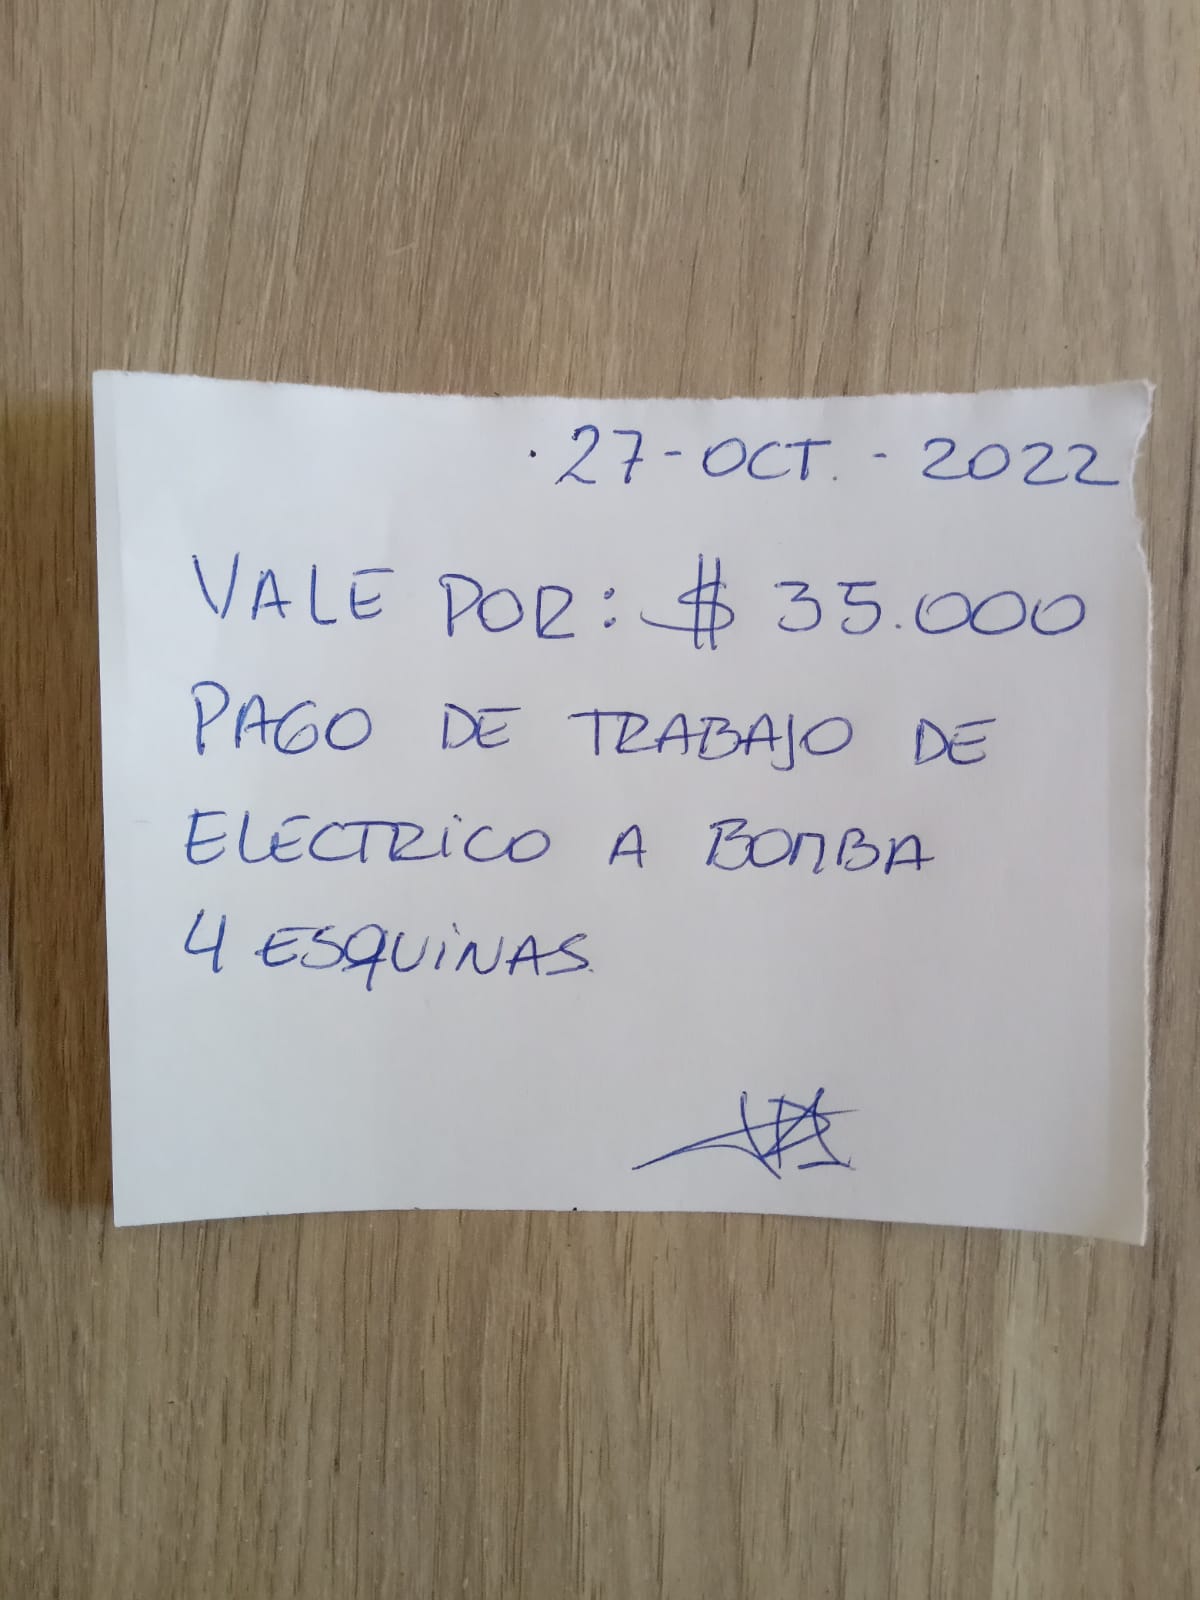 27-OCT.-2022
VALE POR: $ 35.000
PAGO DE TRABAJO DE
ELECTRICO A BOMBA
4 ESQUINAS.